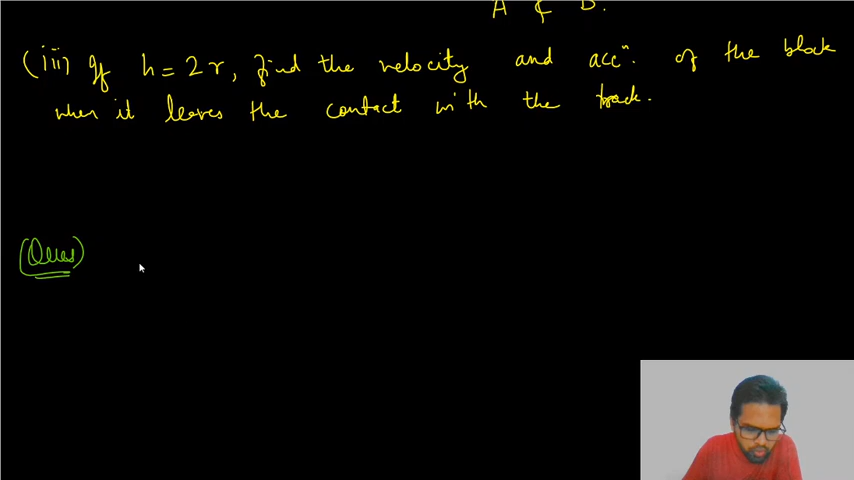 A & B.
(iii) If h = 2r, find the velocity and accⁿ. of the block
when it leaves the contact with the track.
(Ques)